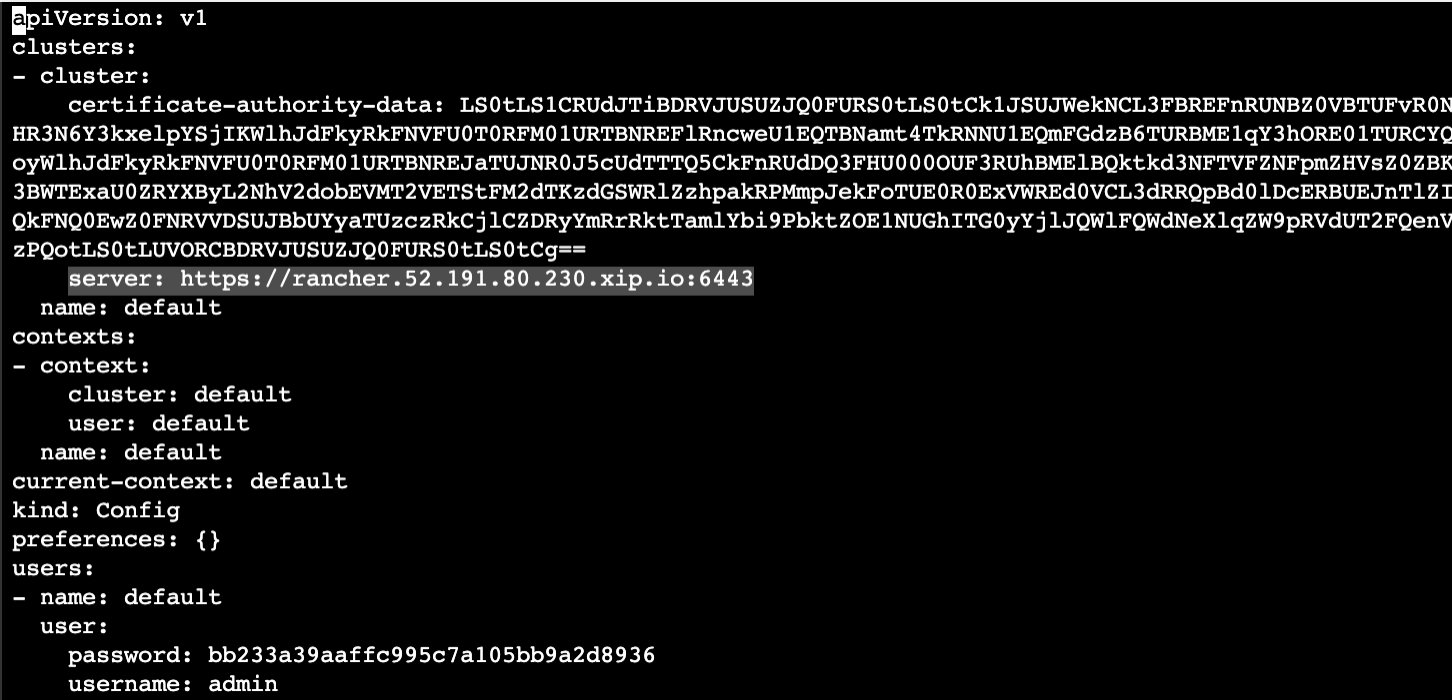 apiVersion: v1
clusters:
- cluster:
    certificate-authority-data: LS0tLS1CRUdJTiBDRVJUSUZJQ0FURS0tLS0tCk1JSUJWekNCL3FBREFnRUNBZ0VBTUFvR0N
HR3N6Y3kxelpYSjIKWlhJdFkyRkFNVFU0T0RFM01URTBNREFlRncweU1EQTBNamt4TkRNNU1EQmFGdzB6TURBME1qY3hORE01TURCYQ
oyWlhJdFkyRkFNVFU0T0RFM01URTBNREJaTUJNR0J5cUdTTTQ5CkFnRUdDQ3FHU000OUF3RUhBMElBQktkd3NFTVFZNFpmZHVsZ0ZBK
3BWTExaU0ZRYXByL2NhV2dobEVMT2VETStFM2dTKzdGSWRlZzhpakRPMmpJekFoTUE0R0ExVWREd0VCL3dRRQpBd0lDcERBUEJnTlZI
QkFNQ0EwZ0FNRVVDSUJBbUYyaTUzczRkCjlCZDRyYmRrRktTamlYbi9PbktZOE1NUGhITG0yYjlJQWlFQWdNeXlqZW9pRVdUT2FQenV
zPQotLS0tLUVORCBDRVJUSUZJQ0FURS0tLS0tCg==
    server: https://rancher.52.191.80.230.xip.io:6443
  name: default
contexts:
- context:
    cluster: default
    user: default
  name: default
current-context: default
kind: Config
preferences: {}
users:
- name: default
  user:
    password: bb233a39aaffc995c7a105bb9a2d8936
    username: admin